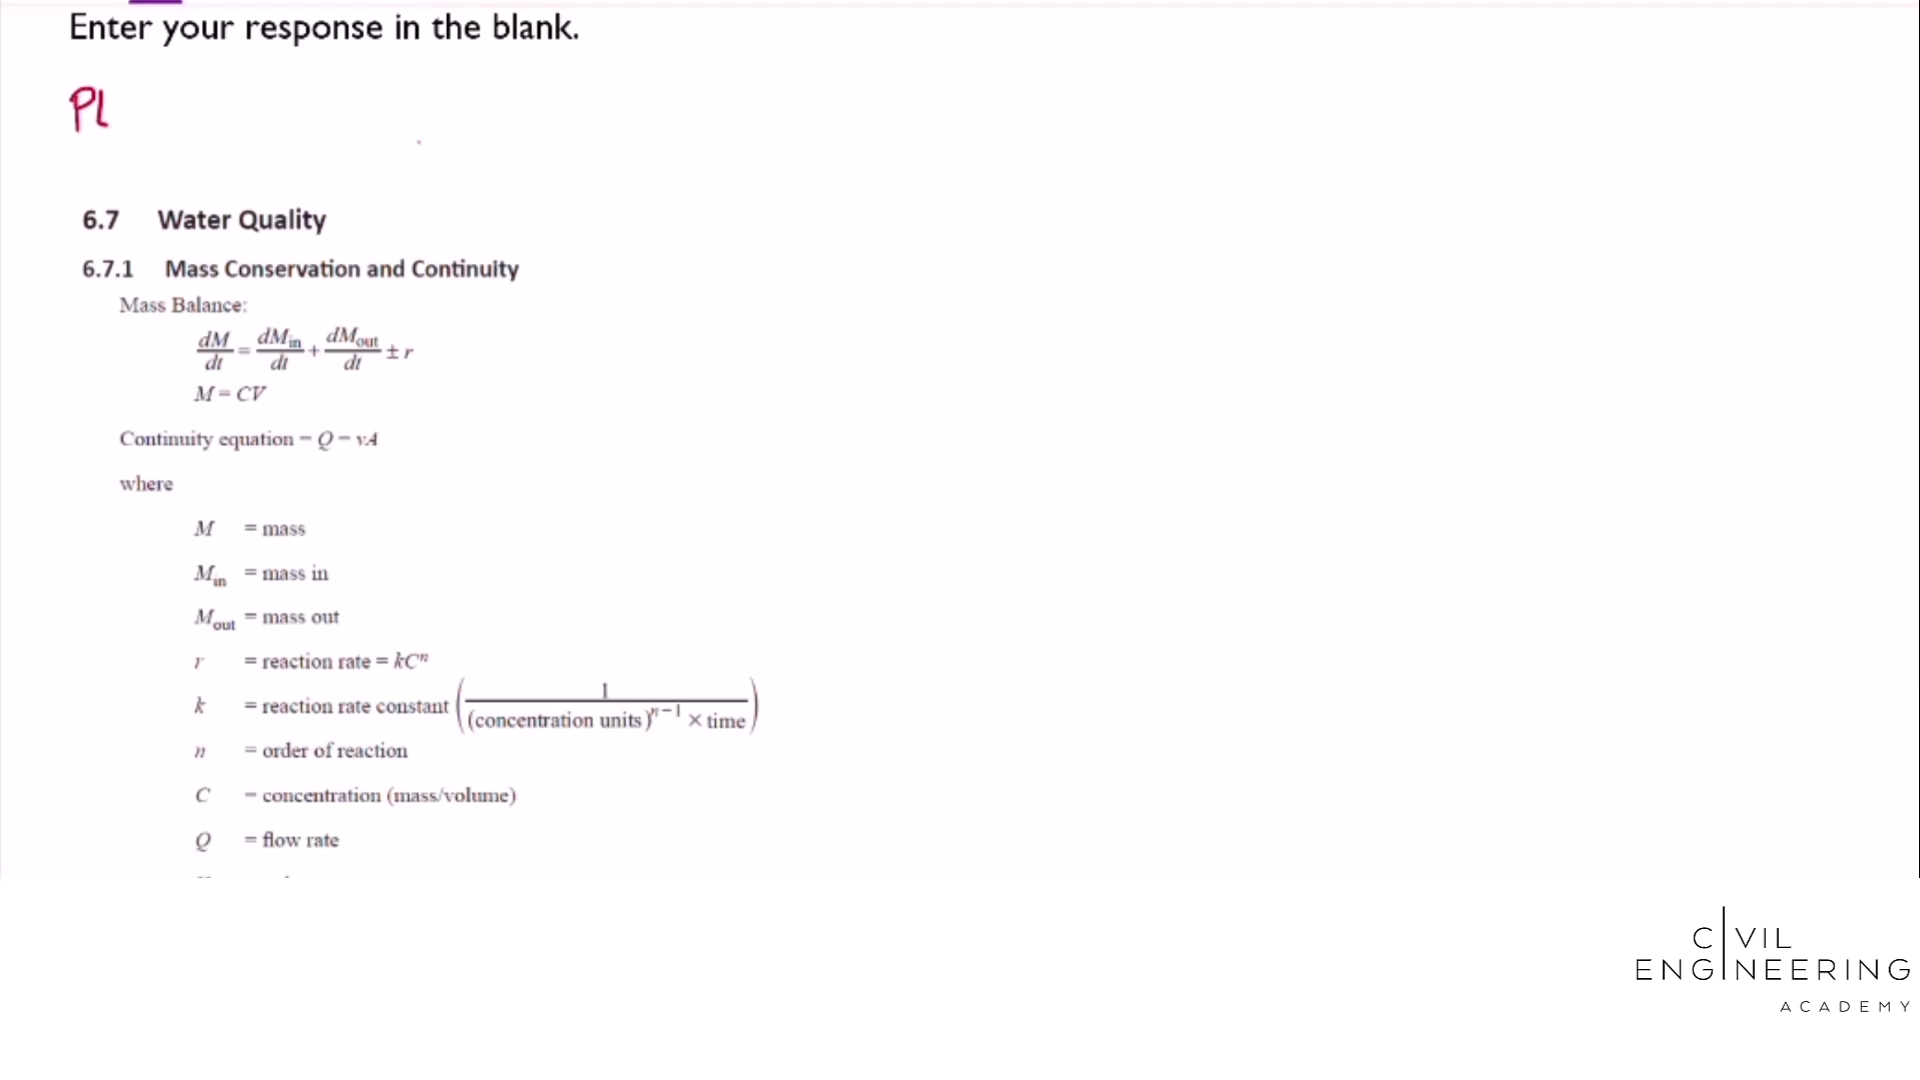 Enter your response in the blank.
Pl
6.7 Water Quality
6.7.1 Mass Conservation and Continuity
Mass Balance:
dM/dt = dM_in/dt + dM_out/dt ± r
M = CV
Continuity equation = Q = vA
where
M = mass
M_in = mass in
M_out = mass out
r = reaction rate = kC^n
k = reaction rate constant (1/((concentration units)^(n−1) × time))
n = order of reaction
C = concentration (mass/volume)
Q = flow rate
CIVIL
ENGINEERING
ACADEMY